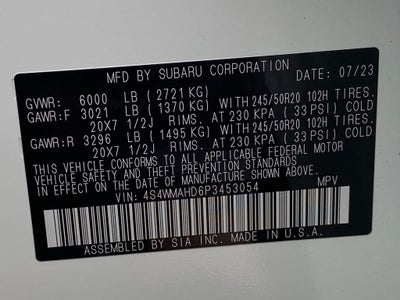 MFD BY SUBARU CORPORATION DATE: 07/23
GVWR: 6000 LB ( 2721 KG)
GAWR:F 3021 LB ( 1370 KG) WITH 245/50R20 102H TIRES.
20X7 1/2J RIMS. AT 230 KPA ( 33 PSI) COLD
GAWR:R 3296 LB ( 1495 KG) WITH 245/50R20 102H TIRES.
20X7 1/2J RIMS. AT 230 KPA ( 33 PSI) COLD
THIS VEHICLE CONFORMS TO ALL APPLICABLE FEDERAL MOTOR
VEHICLE SAFETY AND THEFT PREVENTION STANDARDS
IN EFFECT ON THE DATE OF MANUFACTURE SHOWN ABOVE.
VIN: 4S4WMAHD6P3453054 MPV
ASSEMBLED BY SIA INC. MADE IN U.S.A.